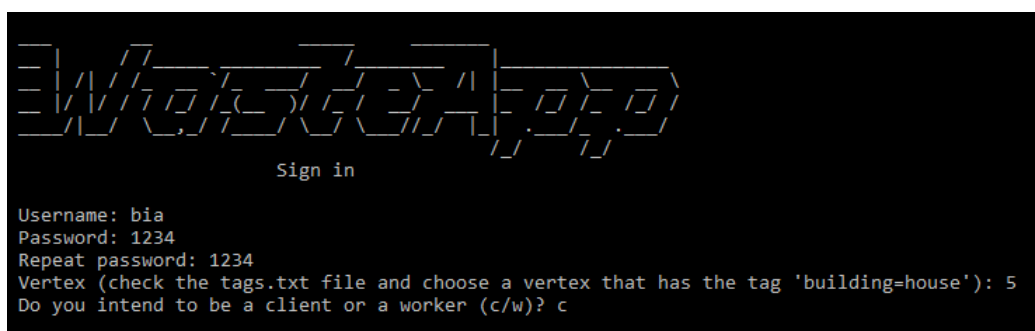 WasteApp
Sign in
Username: bia
Password: 1234
Repeat password: 1234
Vertex (check the tags.txt file and choose a vertex that has the tag 'building=house'): 5
Do you intend to be a client or a worker (c/w)? c